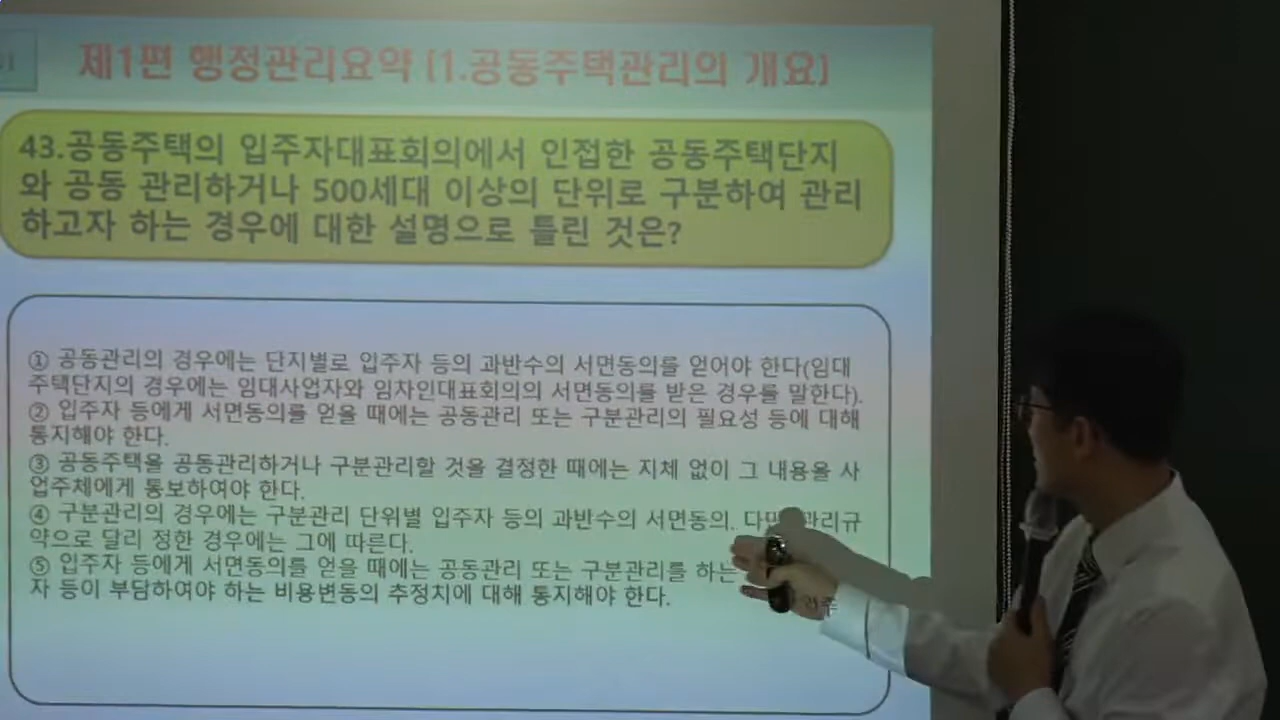 제1편 행정관리요약 [1.공동주택관리의 개요]
43.공동주택의 입주자대표회의에서 인접한 공동주택단지
와 공동 관리하거나 500세대 이상의 단위로 구분하여 관리
하고자 하는 경우에 대한 설명으로 틀린 것은?
① 공동관리의 경우에는 단지별로 입주자 등의 과반수의 서면동의를 얻어야 한다(임대
주택단지의 경우에는 임대사업자와 임차인대표회의의 서면동의를 받은 경우를 말한다).
② 입주자 등에게 서면동의를 얻을 때에는 공동관리 또는 구분관리의 필요성 등에 대해
통지해야 한다.
③ 공동주택을 공동관리하거나 구분관리할 것을 결정한 때에는 지체 없이 그 내용을 사
업주체에게 통보하여야 한다.
④ 구분관리의 경우에는 구분관리 단위별 입주자 등의 과반수의 서면동의. 다만 관리규
약으로 달리 정한 경우에는 그에 따른다.
⑤ 입주자 등에게 서면동의를 얻을 때에는 공동관리 또는 구분관리를 하는 입주
자 등이 부담하여야 하는 비용변동의 추정치에 대해 통지해야 한다.